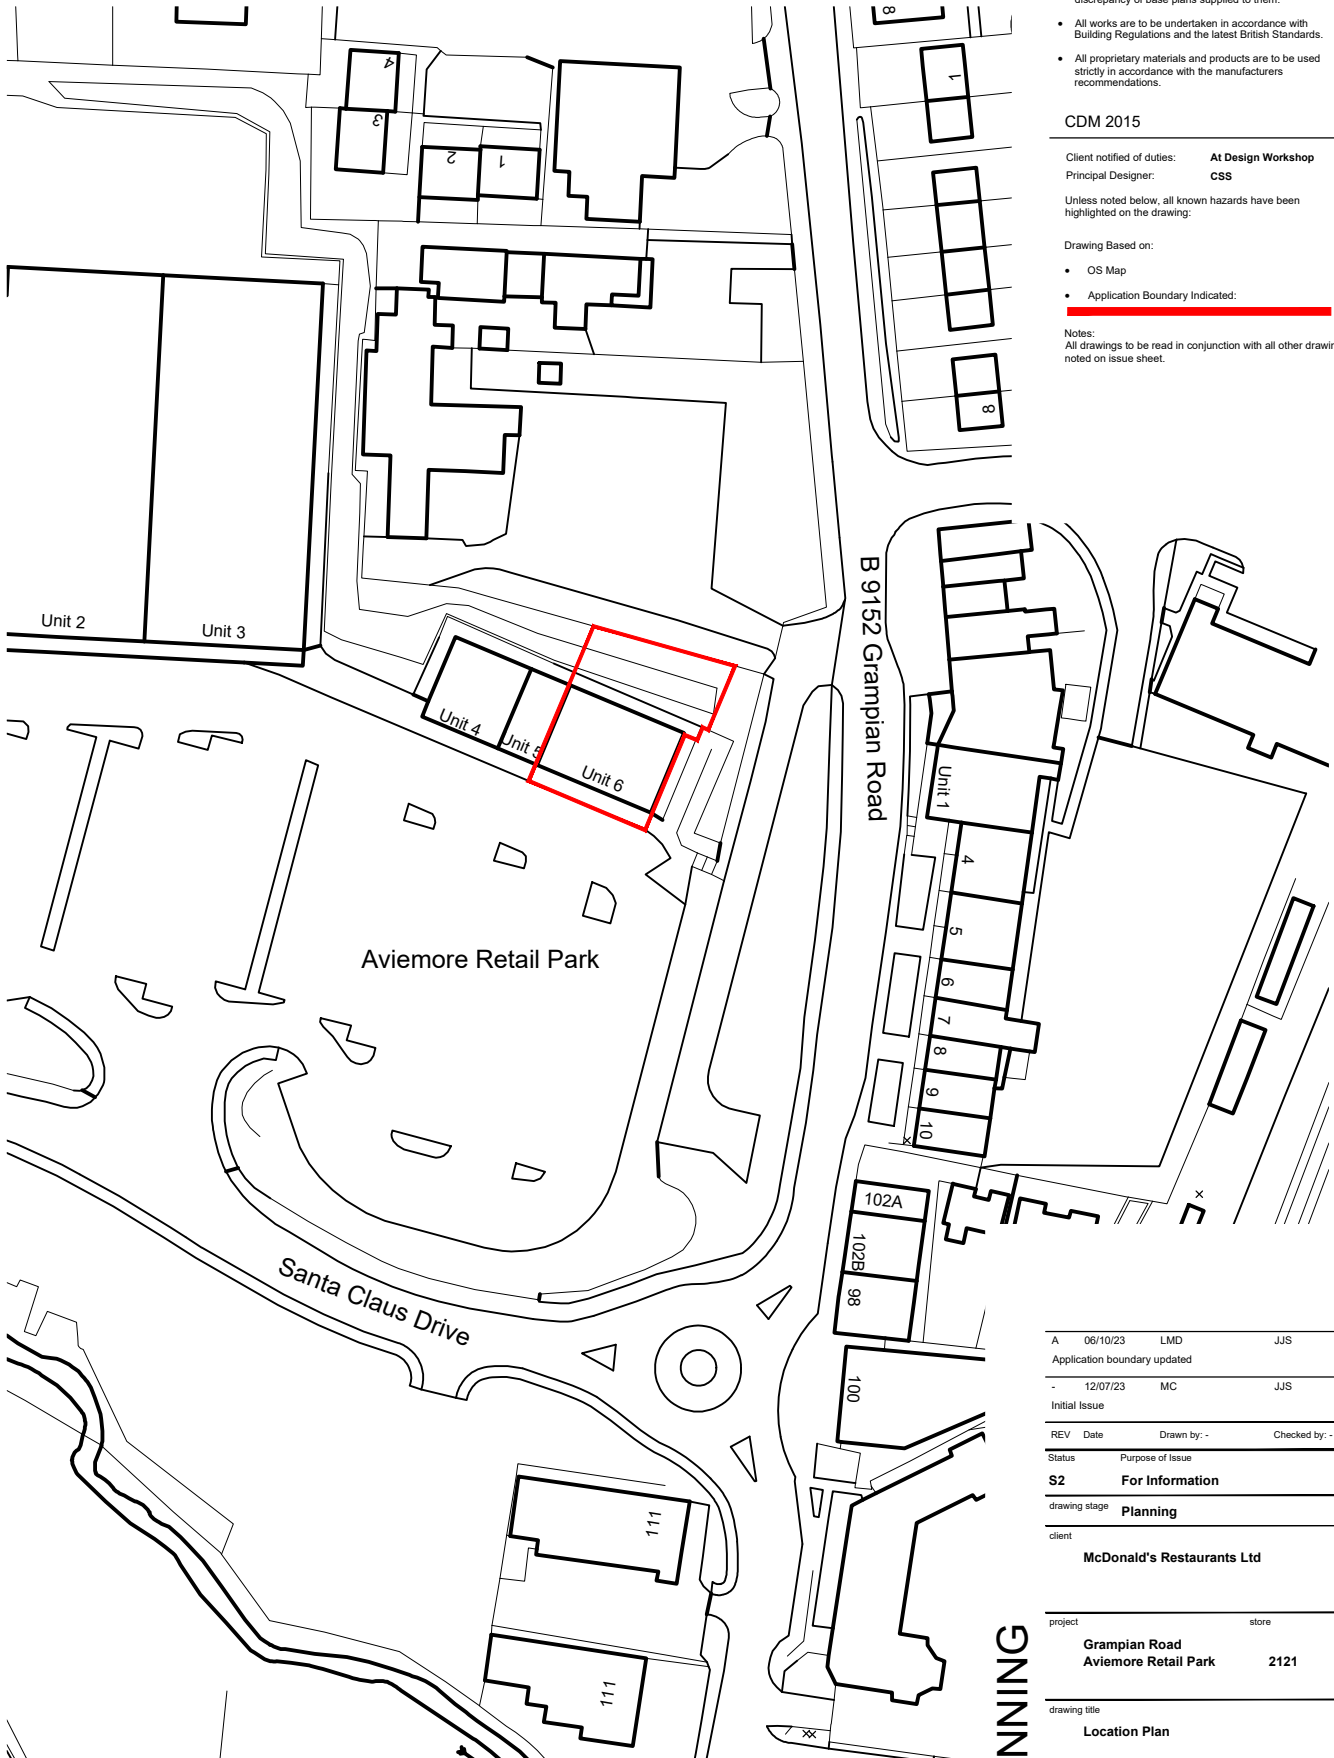 discrepancy of base plans supplied to them.
• All works are to be undertaken in accordance with
Building Regulations and the latest British Standards.
• All proprietary materials and products are to be used
strictly in accordance with the manufacturers
recommendations.
CDM 2015
Client notified of duties: At Design Workshop
Principal Designer: CSS
Unless noted below, all known hazards have been
highlighted on the drawing:
Drawing Based on:
• OS Map
• Application Boundary Indicated:
Notes:
All drawings to be read in conjunction with all other
noted on issue sheet.
8
1
4
3
2
1
8
Unit 2
Unit 3
Unit 4
Unit 5
Unit 6
B 9152 Grampian Road
Unit 1
4
5
6
7
8
9
10
Aviemore Retail Park
102A
102B
98
100
Santa Claus Drive
111
111
A 06/10/23 LMD JJS
Application boundary updated
- 12/07/23 MC JJS
Initial Issue
REV Date Drawn by: - Checked by: -
Status Purpose of Issue
S2 For Information
drawing stage Planning
client
McDonald's Restaurants Ltd
project store
Grampian Road
Aviemore Retail Park 2121
drawing title
Location Plan
NNING